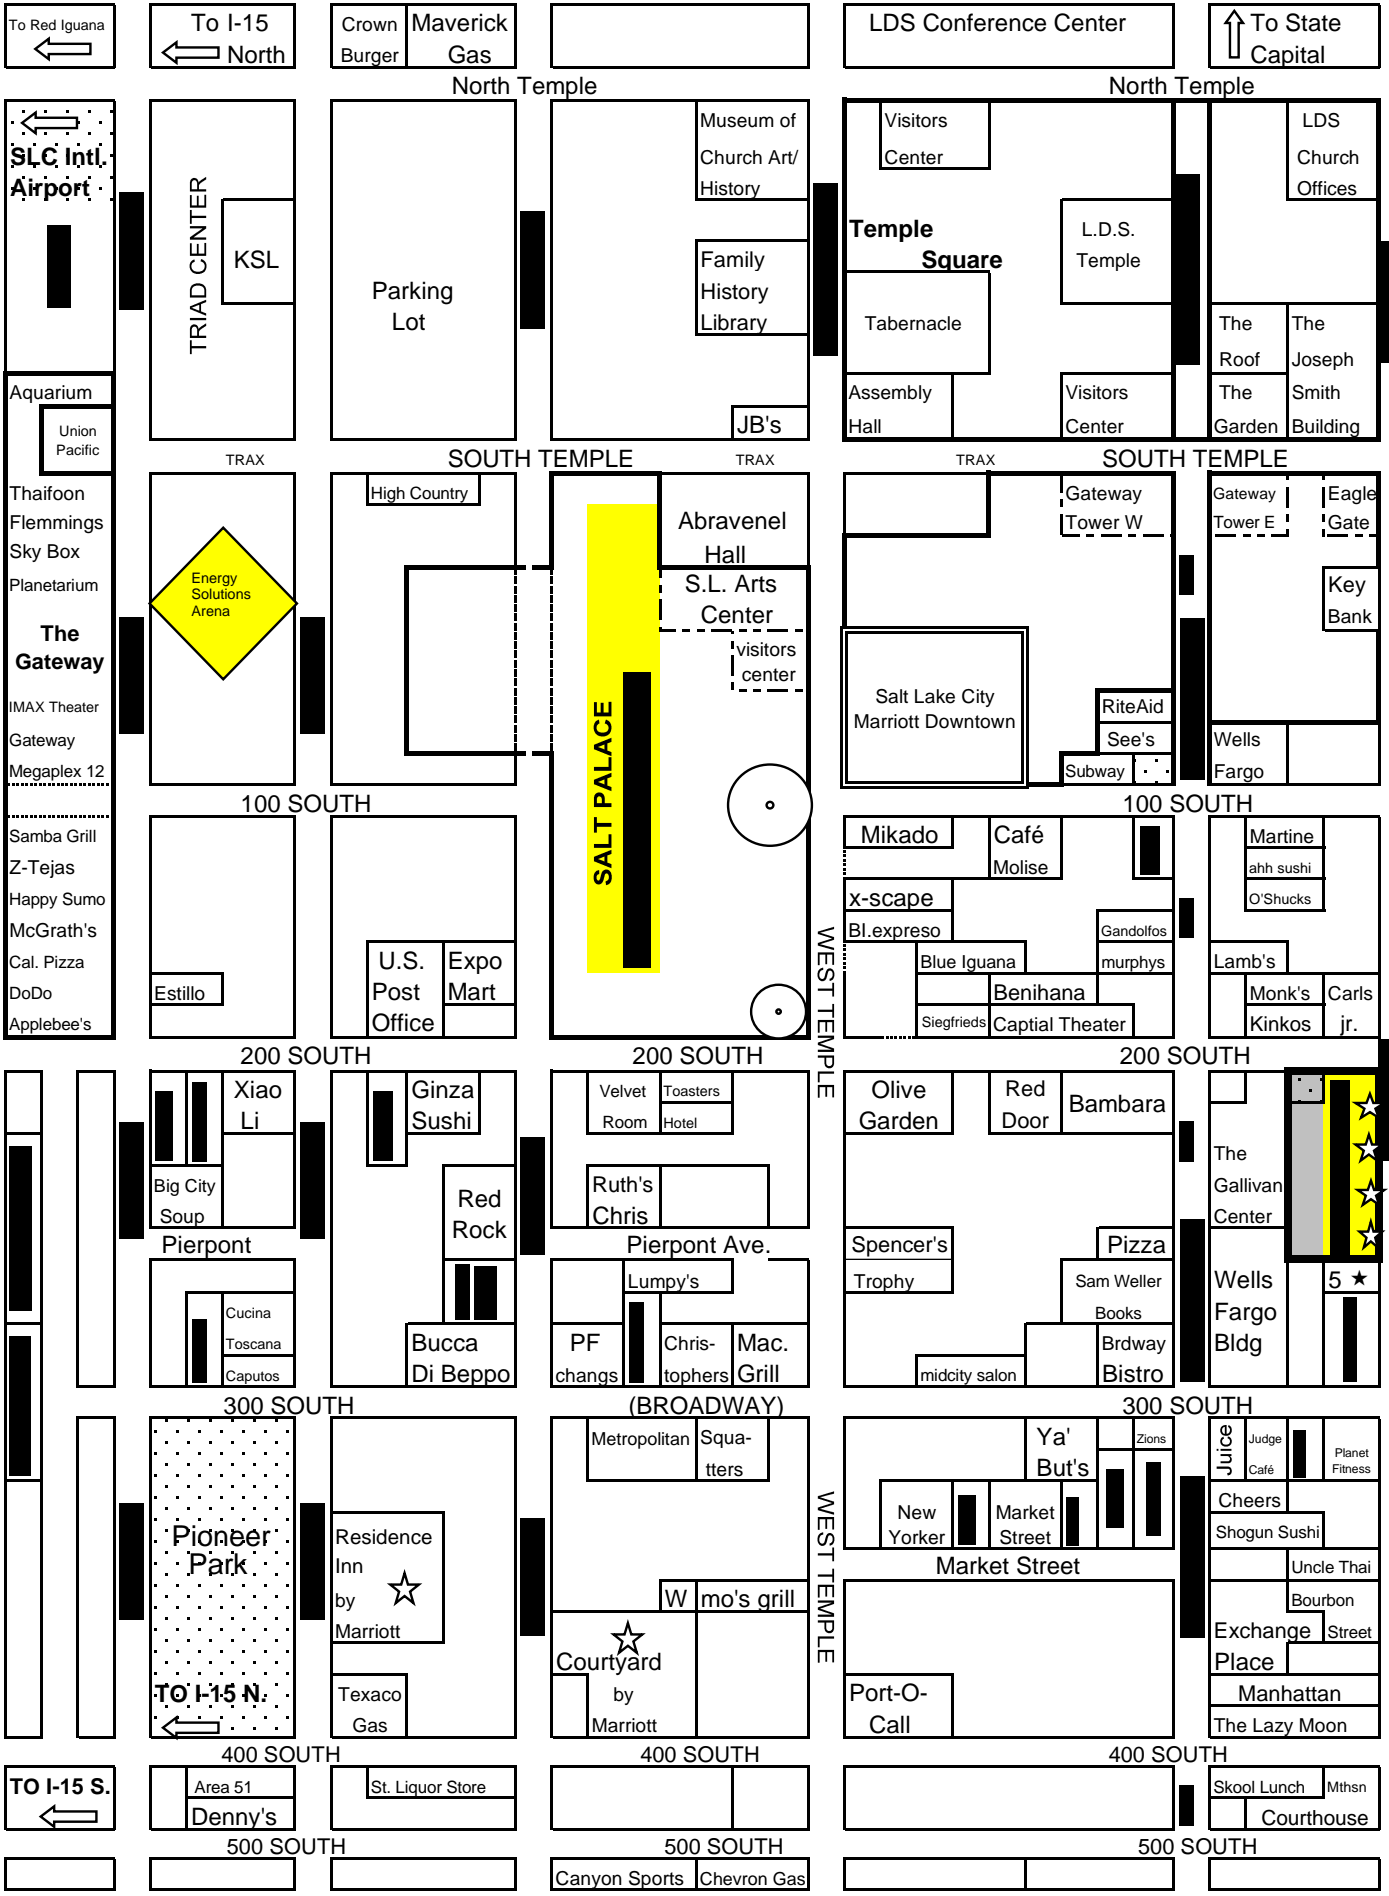 To Red Iguana
To I-15
North
Crown
Burger
Maverick
Gas
LDS Conference Center
To State
Capital
North Temple
North Temple
SLC Intl.
Airport
TRIAD CENTER
KSL
Parking
Lot
Museum of
Church Art/
History
Family
History
Library
JB's
Visitors
Center
Temple
Square
L.D.S.
Temple
Tabernacle
Assembly
Hall
Visitors
Center
LDS
Church
Offices
The
Roof
The
Garden
The
Joseph
Smith
Building
Aquarium
Union
Pacific
TRAX
SOUTH TEMPLE
TRAX
TRAX
SOUTH TEMPLE
Thaifoon
Flemmings
Sky Box
Planetarium
The
Gateway
IMAX Theater
Gateway
Megaplex 12
Energy
Solutions
Arena
High Country
SALT PALACE
Abravenel
Hall
S.L. Arts
Center
visitors
center
Gateway
Tower W
Salt Lake City
Marriott Downtown
RiteAid
See's
Subway
Gateway
Tower E
Eagle
Gate
Key
Bank
Wells
Fargo
100 SOUTH
100 SOUTH
Samba Grill
Z-Tejas
Happy Sumo
McGrath's
Cal. Pizza
DoDo
Applebee's
Estillo
U.S.
Post
Office
Expo
Mart
WEST TEMPLE
Mikado
Café
Molise
x-scape
BI.expreso
Blue Iguana
Gandolfos
murphys
Benihana
Siegfrieds
Captial Theater
Martine
ahh sushi
O'Shucks
Lamb's
Monk's
Kinkos
Carls
jr.
200 SOUTH
200 SOUTH
200 SOUTH
Xiao
Li
Big City
Soup
Ginza
Sushi
Red
Rock
Velvet
Room
Toasters
Hotel
Ruth's
Chris
Olive
Garden
Red
Door
Bambara
The
Gallivan
Center
Pierpont
Pierpont Ave.
Spencer's
Trophy
Pizza
Sam Weller
Books
Cucina
Toscana
Caputos
Bucca
Di Beppo
Lumpy's
PF
changs
Chris-
tophers
Mac.
Grill
midcity salon
Brdway
Bistro
Wells
Fargo
Bldg
5 ★
300 SOUTH
(BROADWAY)
300 SOUTH
Pioneer
Park
TO I-15 N.
Residence
Inn
by
Marriott
Texaco
Gas
Metropolitan
Squa-
tters
W
mo's grill
Courtyard
by
Marriott
WEST TEMPLE
Ya'
But's
Zions
New
Yorker
Market
Street
Market Street
Port-O-
Call
Juice
Judge
Café
Planet
Fitness
Cheers
Shogun Sushi
Uncle Thai
Bourbon
Street
Exchange
Place
Manhattan
The Lazy Moon
400 SOUTH
400 SOUTH
400 SOUTH
TO I-15 S.
Area 51
Denny's
St. Liquor Store
Skool Lunch
Mthsn
Courthouse
500 SOUTH
500 SOUTH
500 SOUTH
Canyon Sports
Chevron Gas